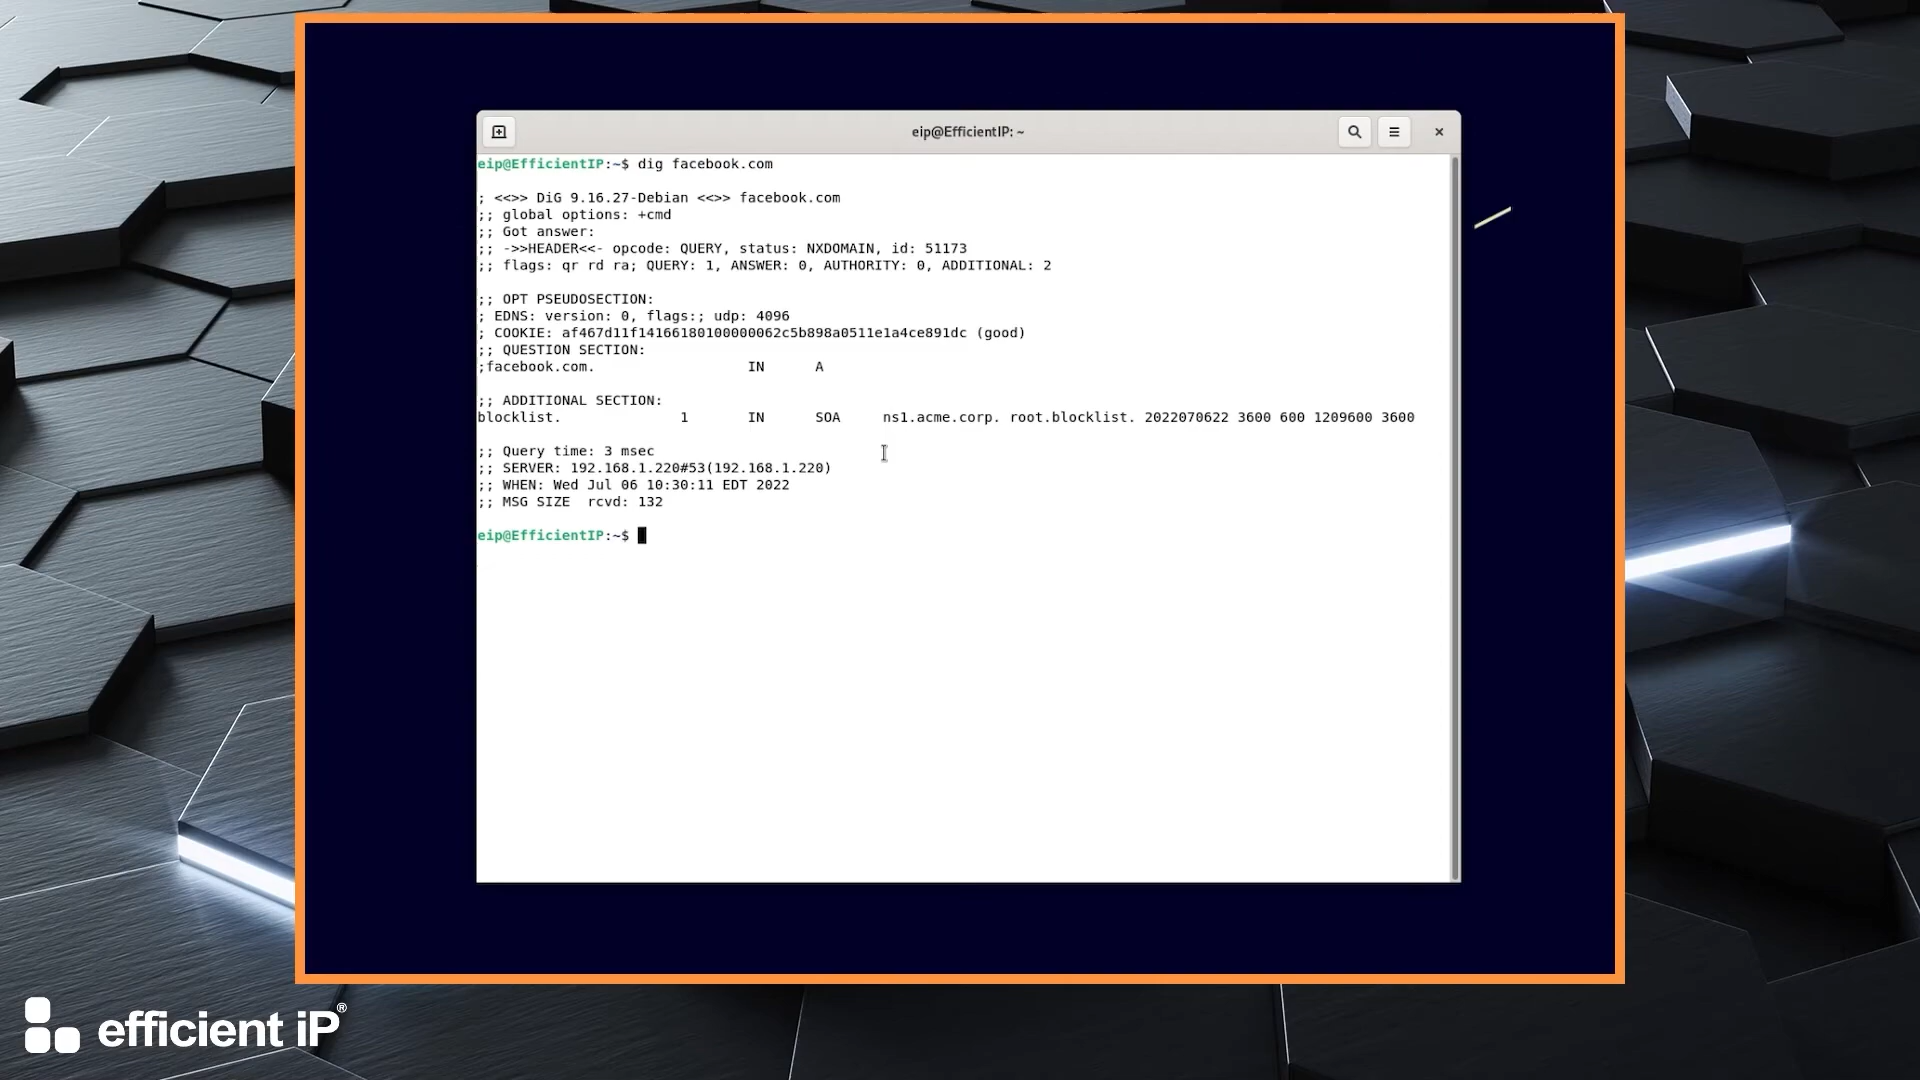 eip@EfficientIP: ~
eip@EfficientIP:~$ dig facebook.com
; <<>> DiG 9.16.27-Debian <<>> facebook.com
;; global options: +cmd
;; Got answer:
;; ->>HEADER<<- opcode: QUERY, status: NXDOMAIN, id: 51173
;; flags: qr rd ra; QUERY: 1, ANSWER: 0, AUTHORITY: 0, ADDITIONAL: 2
;; OPT PSEUDOSECTION:
; EDNS: version: 0, flags:; udp: 4096
; COOKIE: af467d11f14166180100000062c5b898a0511e1a4ce891dc (good)
;; QUESTION SECTION:
;facebook.com. IN A
;; ADDITIONAL SECTION:
blocklist. 1 IN SOA ns1.acme.corp. root.blocklist. 2022070622 3600 600 1209600 3600
;; Query time: 3 msec
;; SERVER: 192.168.1.220#53(192.168.1.220)
;; WHEN: Wed Jul 06 10:30:11 EDT 2022
;; MSG SIZE  rcvd: 132
eip@EfficientIP:~$
efficient iP®